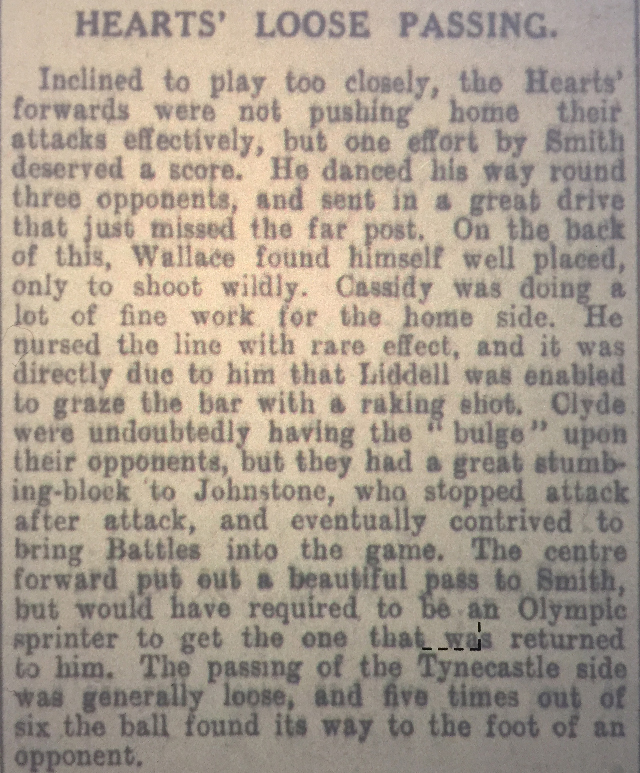 HEARTS' LOOSE PASSING.
Inclined to play too closely, the Hearts'
forwards were not pushing home their
attacks effectively, but one effort by Smith
deserved a score. He danced his way round
three opponents, and sent in a great drive
that just missed the far post. On the back
of this, Wallace found himself well placed,
only to shoot wildly. Cassidy was doing a
lot of fine work for the home side. He
nursed the line with rare effect, and it was
directly due to him that Liddell was enabled
to graze the bar with a raking shot. Clyde
were undoubtedly having the "bulge" upon
their opponents, but they had a great stumb-
ing-block to Johnstone, who stopped attack
after attack, and eventually contrived to
bring Battles into the game. The centre
forward put out a beautiful pass to Smith,
but would have required to be an Olympic
sprinter to get the one that was returned
to him. The passing of the Tynecastle side
was generally loose, and five times out of
six the ball found its way to the foot of an
opponent.